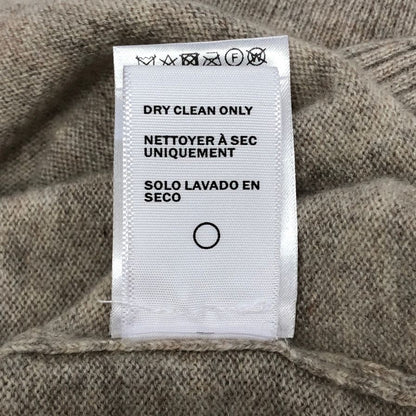 DRY CLEAN ONLY
NETTOYER À SEC
UNIQUEMENT
SOLO LAVADO EN
SECO